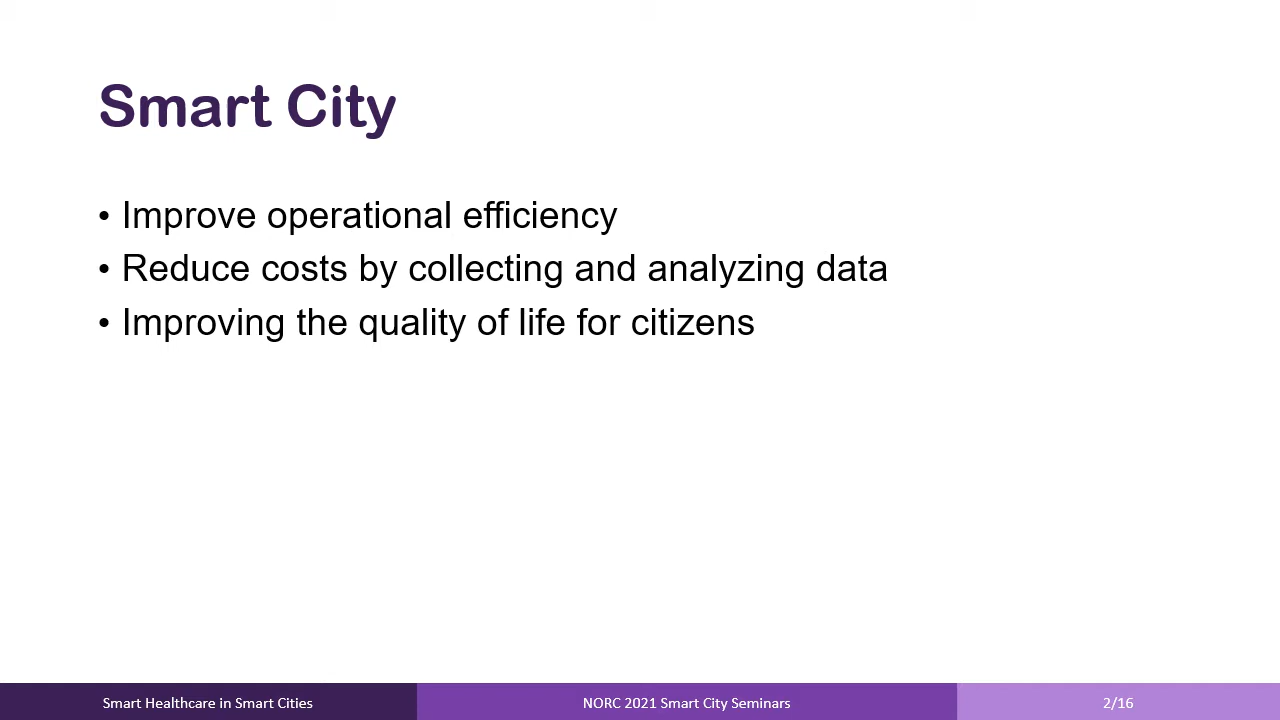 Smart City
• Improve operational efficiency
• Reduce costs by collecting and analyzing data
• Improving the quality of life for citizens
Smart Healthcare in Smart Cities
NORC 2021 Smart City Seminars
2/16